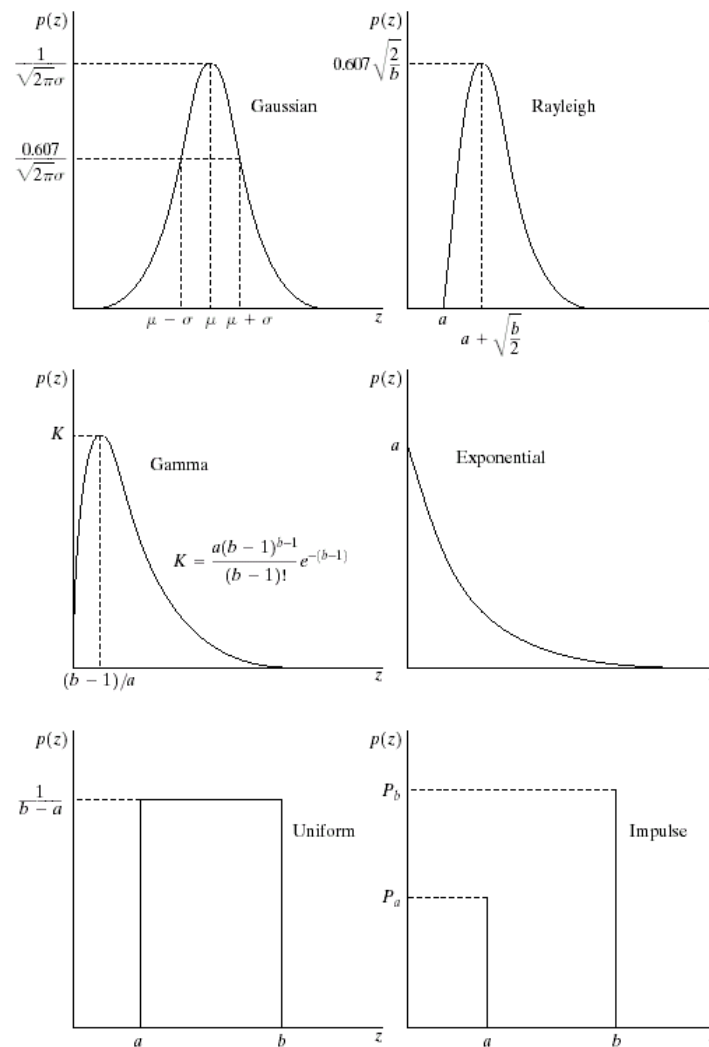 p(z)
1/√2πσ
Gaussian
0.607/√2πσ
μ − σ μ μ + σ z
p(z)
0.607√2/b
Rayleigh
a
a + √b/2
p(z)
K
Gamma
K = a(b − 1)^{b−1}/(b − 1)! e^{−(b−1)}
(b − 1)/a
z
p(z)
a
Exponential
p(z)
1/b − a
Uniform
a b z
p(z)
P_b
Impulse
P_a
a b